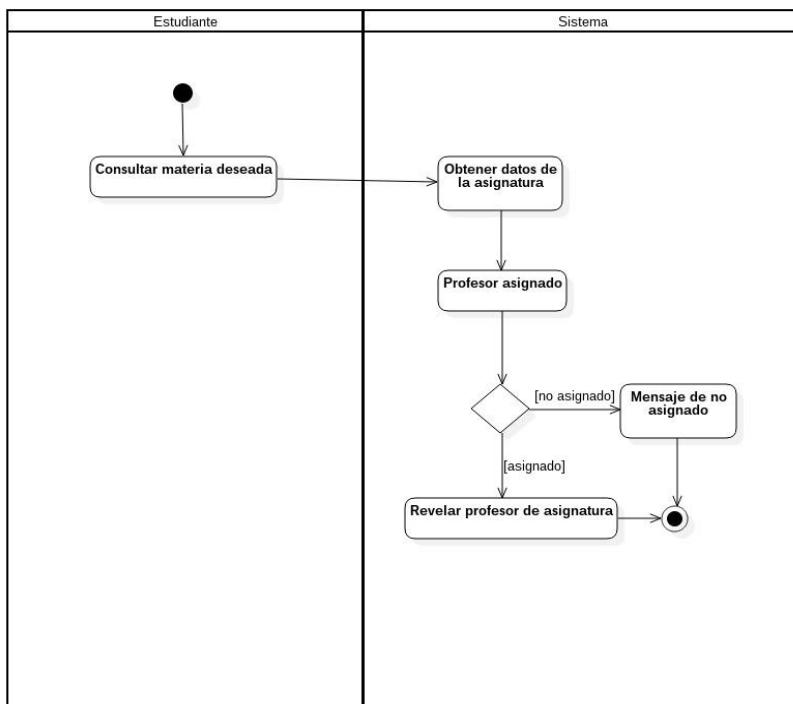 Estudiante
Sistema
Consultar materia deseada
Obtener datos de
la asignatura
Profesor asignado
[no asignado]
Mensaje de no
asignado
[asignado]
Revelar profesor de asignatura